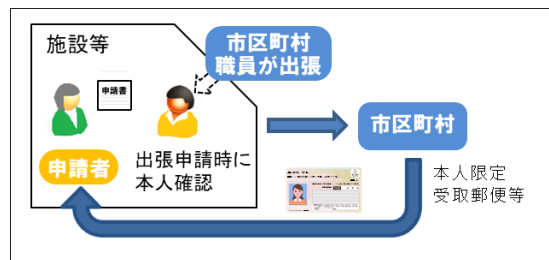 施設等
市区町村
職員が出張
申請書
申請者
出張申請時に
本人確認
市区町村
本人限定
受取郵便等